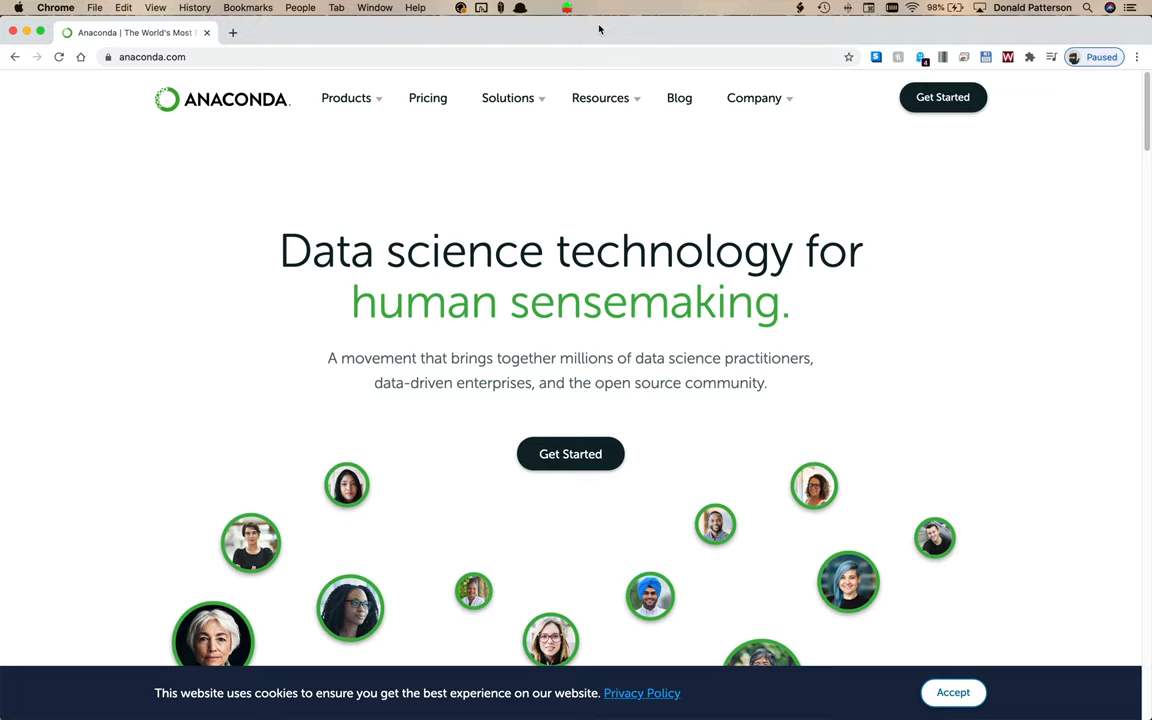 Chrome File Edit View History Bookmarks People Tab Window Help 98% Donald Patterson
Anaconda | The World's Most
anaconda.com 4 Paused
ANACONDA. Products Pricing Solutions Resources Blog Company Get Started
Data science technology for
human sensemaking.
A movement that brings together millions of data science practitioners,
data-driven enterprises, and the open source community.
Get Started
This website uses cookies to ensure you get the best experience on our website. Privacy Policy Accept